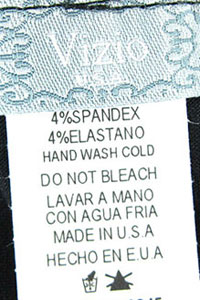 Vizio
4%SPANDEX
4%ELASTANO
HAND WASH COLD
DO NOT BLEACH
LAVAR A MANO
CON AGUA FRIA
MADE IN U.S.A
HECHO EN E.U.A